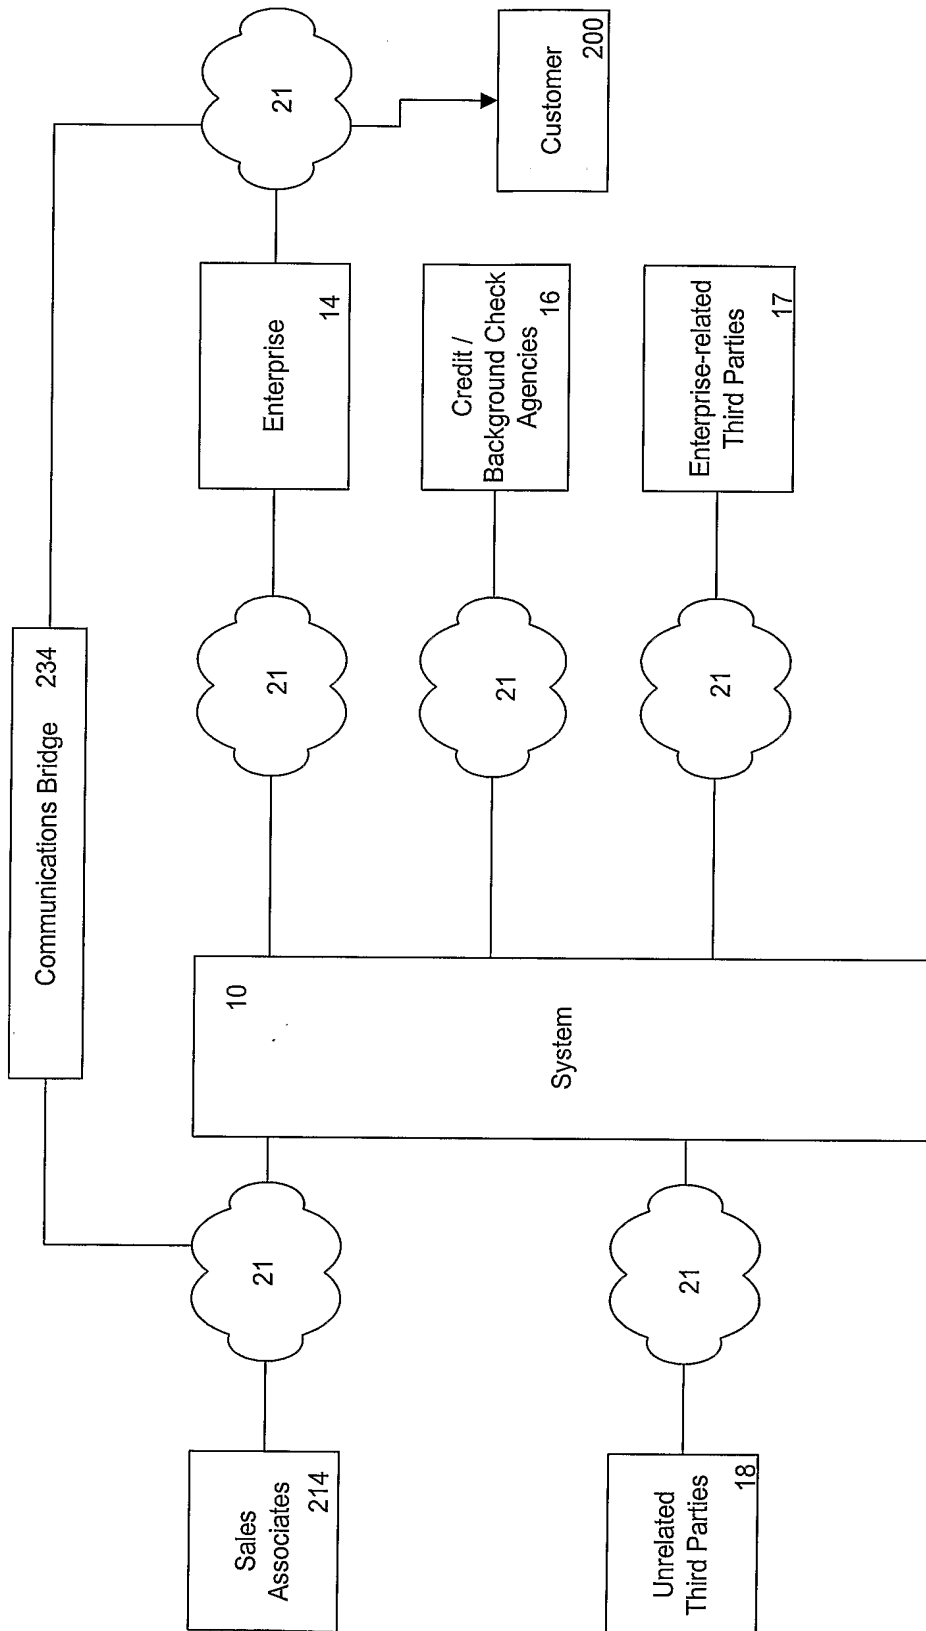 Communications Bridge 234
21
Customer
200
Enterprise
14
21
Credit /
Background Check
Agencies
16
21
Enterprise-related
Third Parties
17
21
System
10
21
Sales
Associates
214
21
Unrelated
Third Parties
18